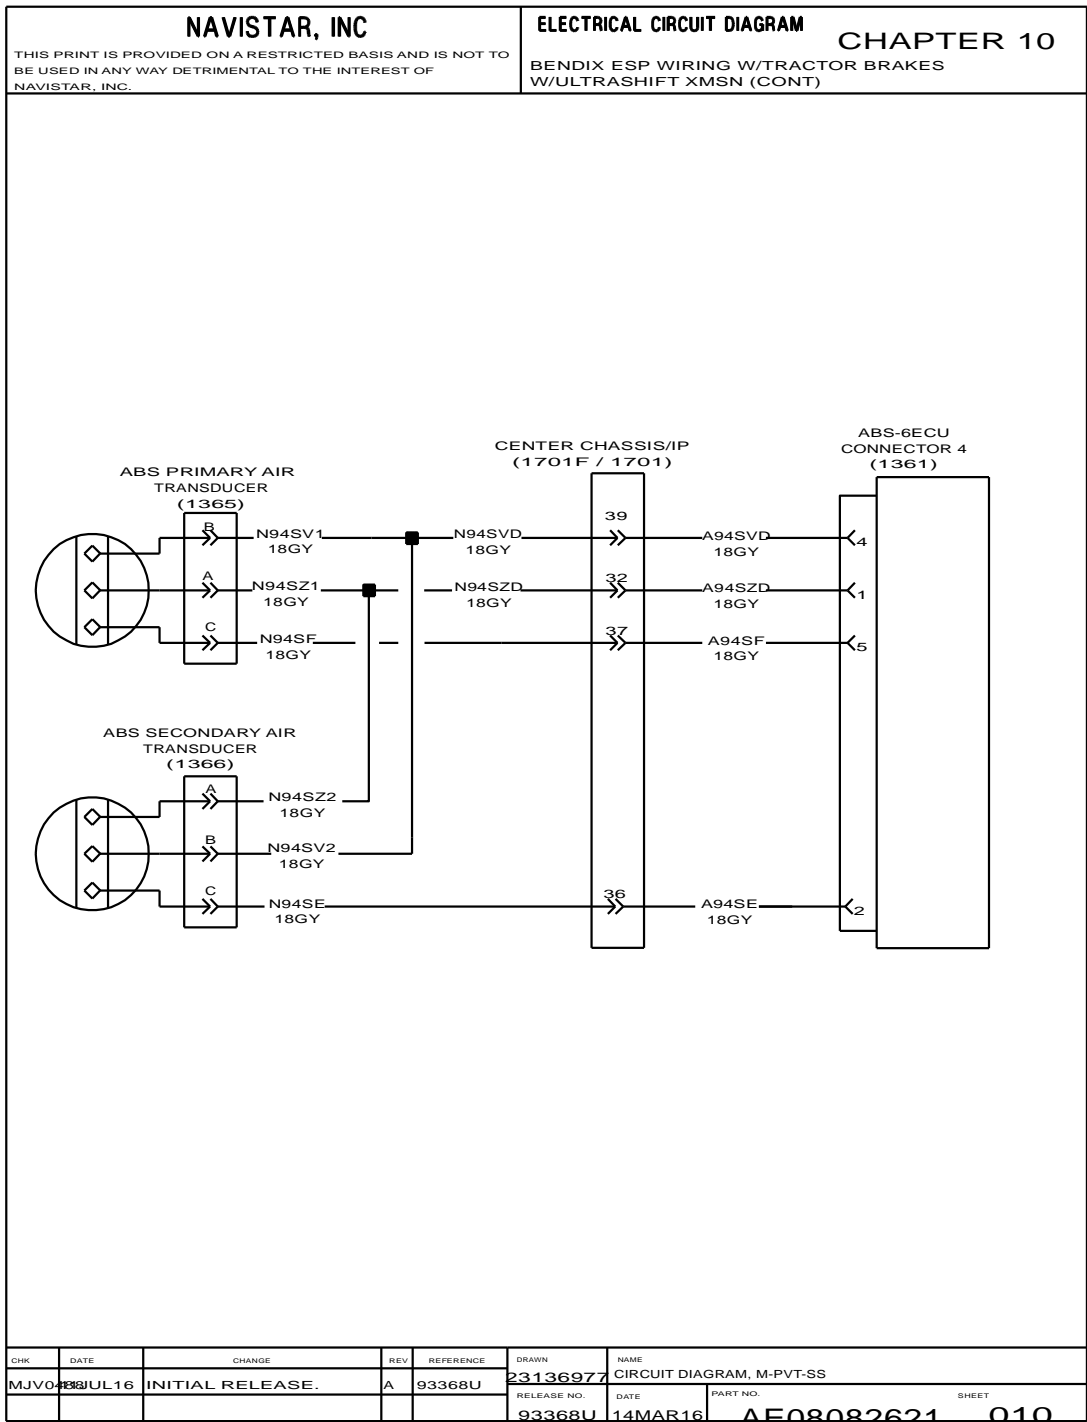 NAVISTAR, INC
THIS PRINT IS PROVIDED ON A RESTRICTED BASIS AND IS NOT TO
BE USED IN ANY WAY DETRIMENTAL TO THE INTEREST OF
NAVISTAR, INC.
ELECTRICAL CIRCUIT DIAGRAM
CHAPTER 10
BENDIX ESP WIRING W/TRACTOR BRAKES
W/ULTRASHIFT XMSN (CONT)
ABS PRIMARY AIR
TRANSDUCER
(1365)
CENTER CHASSIS/IP
(1701F / 1701)
ABS-6ECU
CONNECTOR 4
(1361)
B
N94SV1
18GY
N94SVD
18GY
39
A94SVD
18GY
4
A
N94SZ1
18GY
N94SZD
18GY
32
A94SZD
18GY
1
C
N94SF
18GY
37
A94SF
18GY
5
ABS SECONDARY AIR
TRANSDUCER
(1366)
A
N94SZ2
18GY
B
N94SV2
18GY
C
N94SE
18GY
36
A94SE
18GY
2
CHK
DATE
CHANGE
REV
REFERENCE
DRAWN
NAME
JUL16
INITIAL RELEASE.
A
93368U
23136977
CIRCUIT DIAGRAM, M-PVT-SS
RELEASE NO.
DATE
PART NO.
SHEET
93368U
14MAR16
AE08082621
010